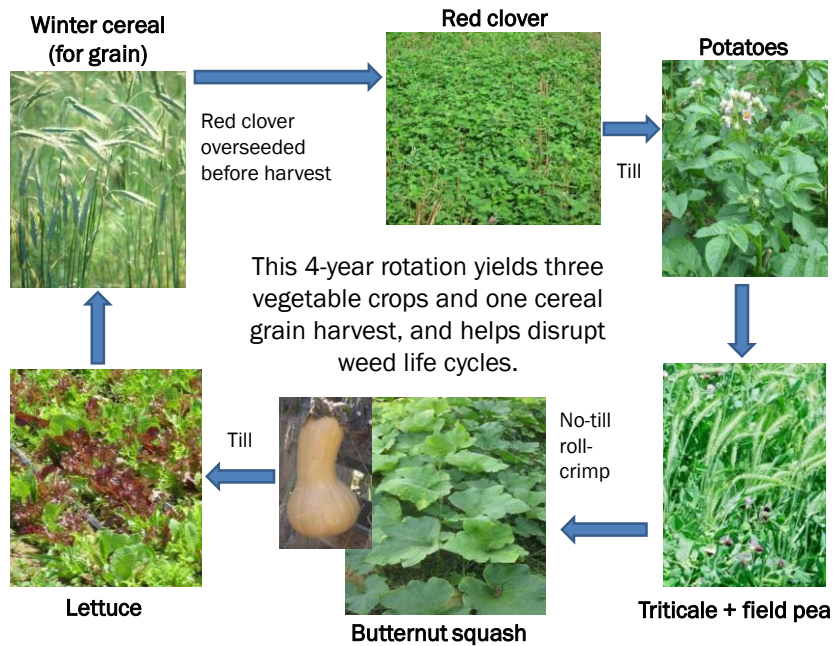 Winter cereal
(for grain)
Red clover
overseeded
before harvest
Red clover
Till
Potatoes
This 4-year rotation yields three
vegetable crops and one cereal
grain harvest, and helps disrupt
weed life cycles.
Triticale + field pea
No-till
roll-
crimp
Butternut squash
Till
Lettuce